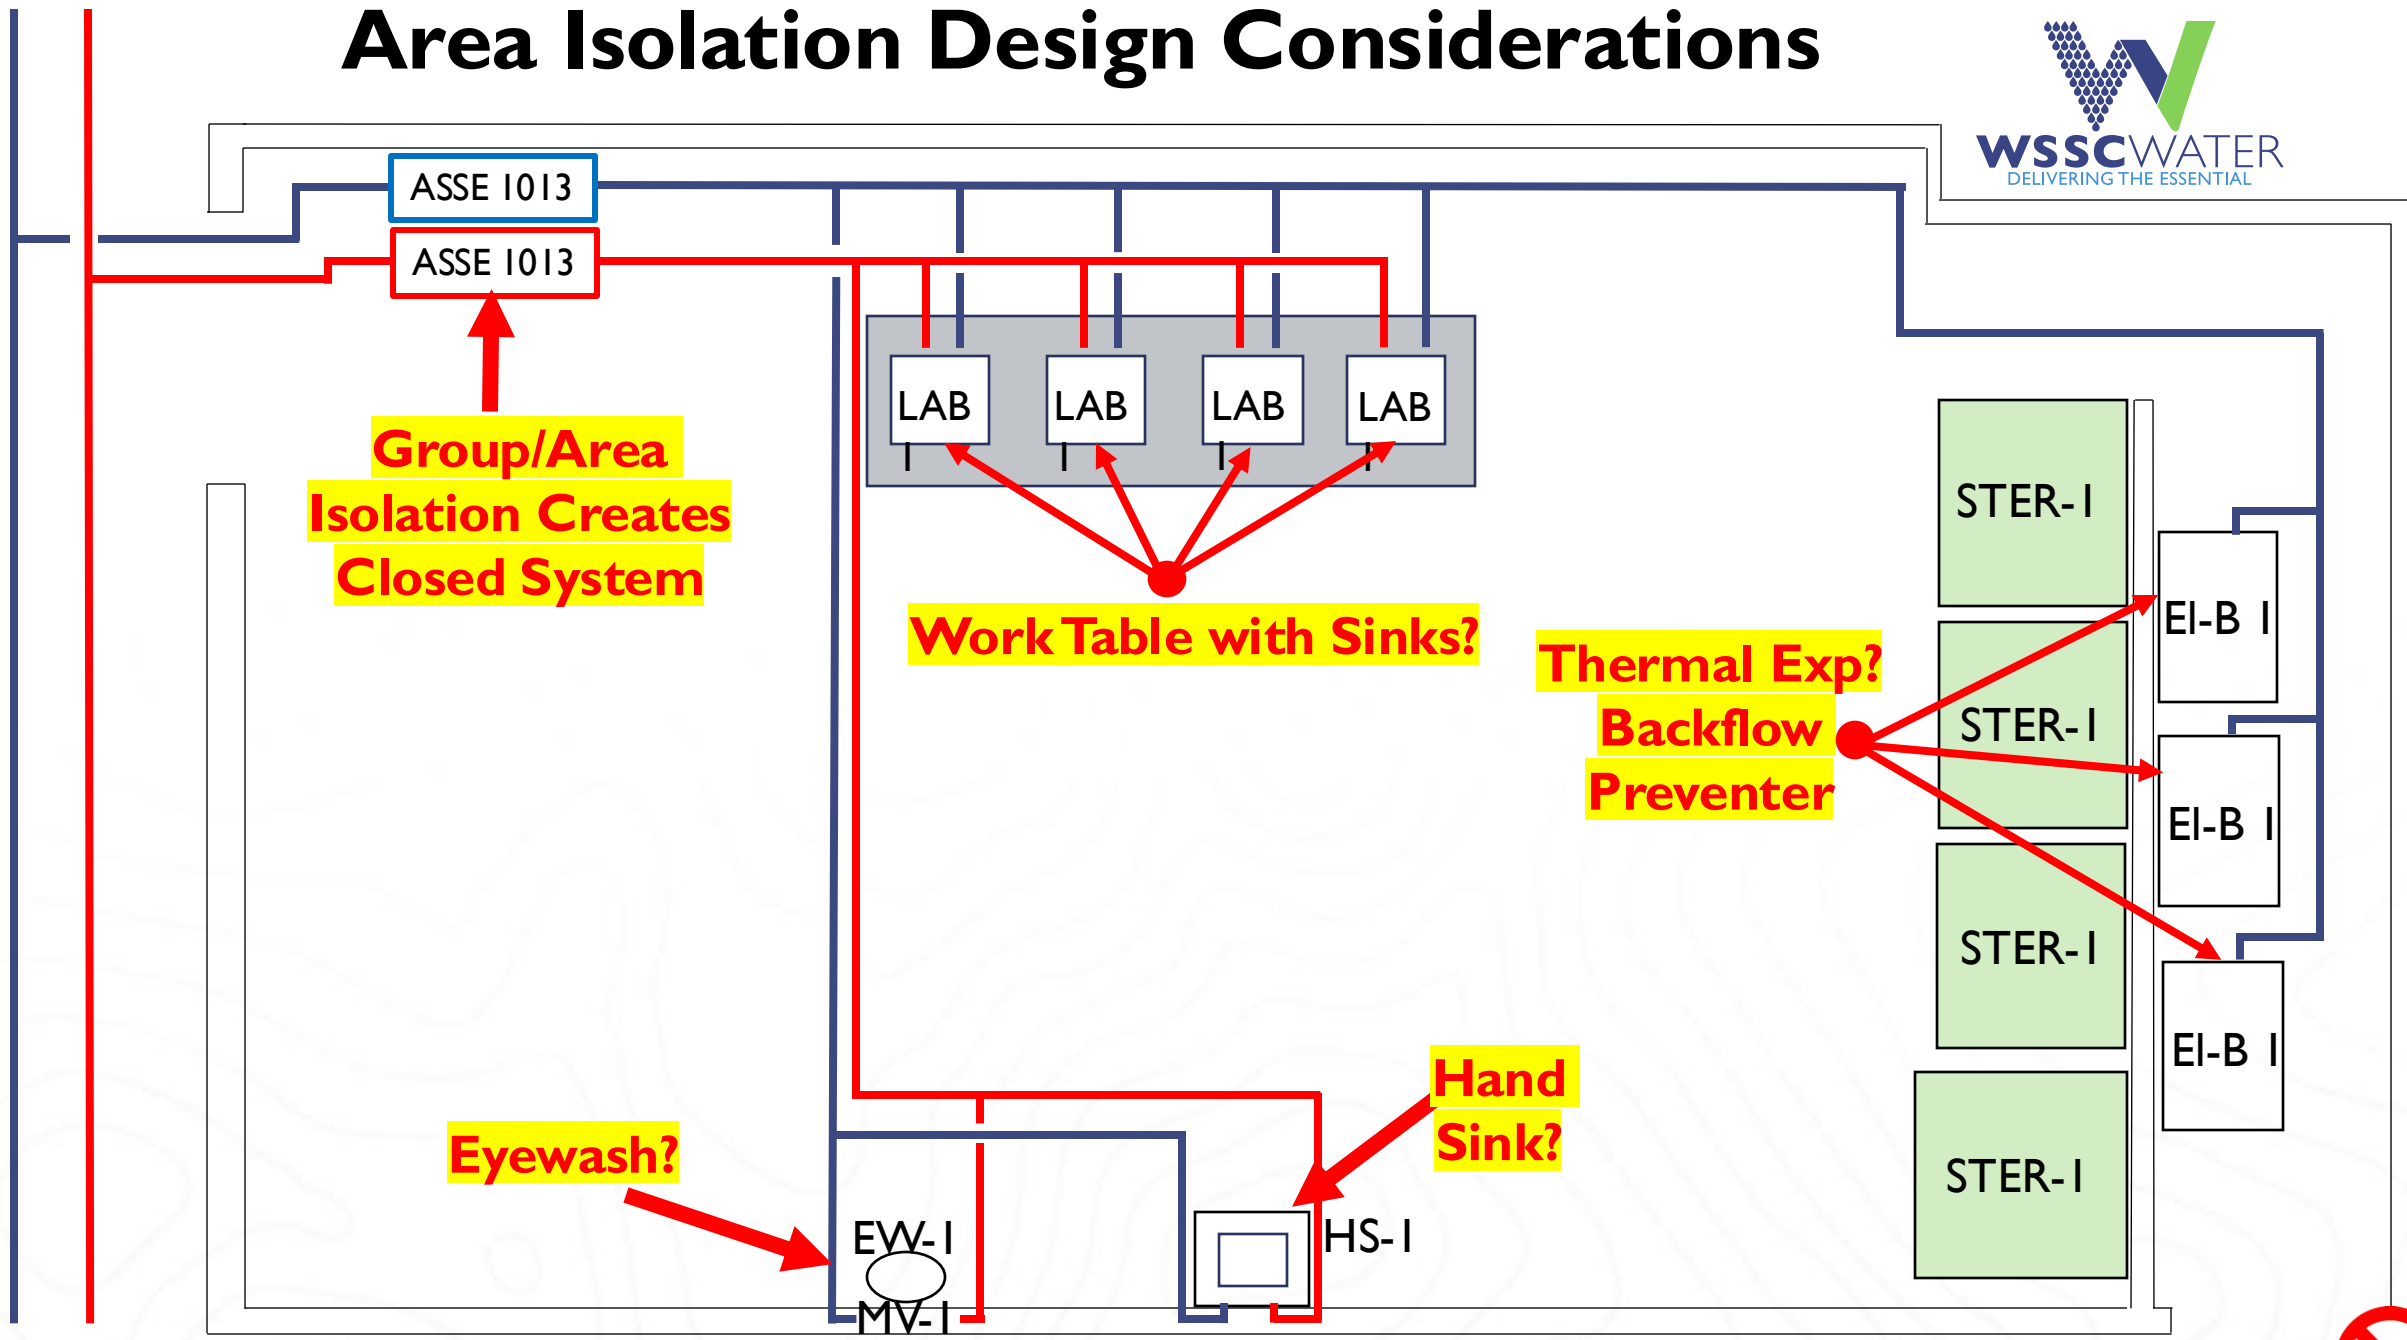 Area Isolation Design Considerations
WSSCWATER
DELIVERING THE ESSENTIAL
ASSE 1013
ASSE 1013
Group/Area
Isolation Creates
Closed System
LAB
1
LAB
1
LAB
1
LAB
1
Work Table with Sinks?
Thermal Exp?
Backflow
Preventer
STER-1
STER-1
STER-1
STER-1
EI-B 1
EI-B 1
EI-B 1
Eyewash?
EW-1
MV-1
Hand
Sink?
HS-1